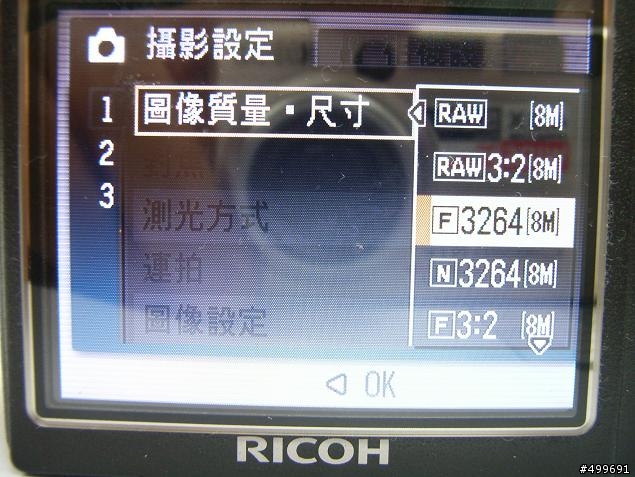 攝影設定
1 圖像質量・尺寸
2
3
對焦
測光方式
連拍
圖像設定
RAW [8M]
RAW 3:2[8M]
F 3264[8M]
N 3264[8M]
F 3:2 [8M]
OK
RICOH
#499691